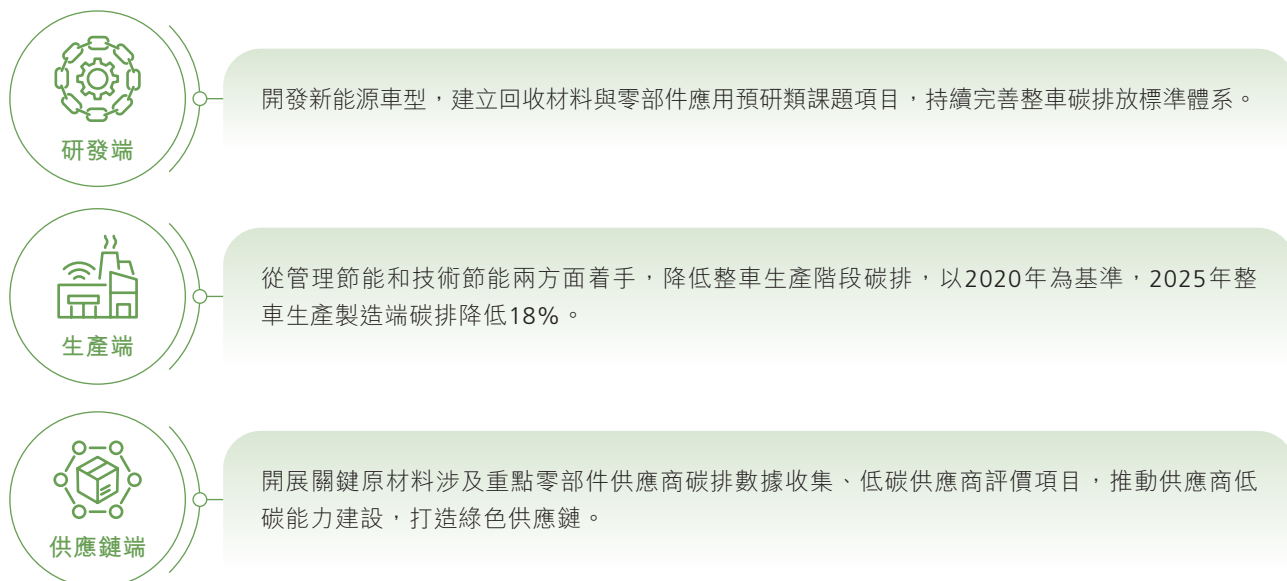 研發端
開發新能源車型，建立回收材料與零部件應用預研類課題項目，持續完善整車碳排放標準體系。
生產端
從管理節能和技術節能兩方面着手，降低整車生產階段碳排，以2020年為基準，2025年整
車生產製造端碳排降低18%。
供應鏈端
開展關鍵原材料涉及重點零部件供應商碳排數據收集、低碳供應商評價項目，推動供應商低
碳能力建設，打造綠色供應鏈。